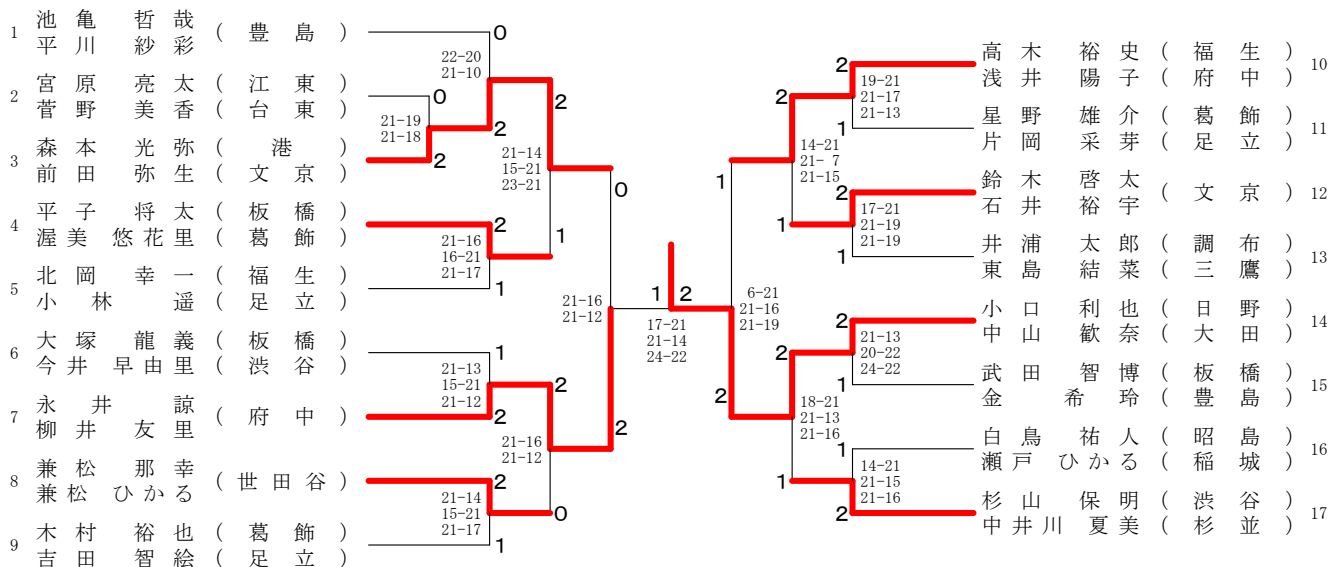 1
池亀 哲哉
平川 紗彩
( 豊島 )
2
宮原 亮太 ( 江東 )
菅野 美香 ( 台東 )
3
森本 光弥 ( 港 )
前田 弥生 ( 文京 )
4
平子 将太 ( 板橋 )
渥美 悠花里 ( 葛飾 )
5
北岡 幸一 ( 福生 )
小林 遥 ( 足立 )
6
大塚 龍義 ( 板橋 )
今井 早由里 ( 渋谷 )
7
永井 諒
柳井 友里
( 府中 )
8
兼松 那幸
兼松 ひかる
( 世田谷 )
9
木村 裕也 ( 葛飾 )
吉田 智絵 ( 足立 )
0
22-20
21-10
2
0
21-19
21-18
2
2
21-14
15-21
23-21
0
2
21-16
16-21
21-17
1
1
21-16
21-12
1
21-13
15-21
21-12
2
2
21-16
21-12
2
2
21-14
15-21
21-17
0
1
1 2
17-21
21-14
24-22
高木 裕史 ( 福生 )
浅井 陽子 ( 府中 )
10
星野 雄介 ( 葛飾 )
片岡 采芽 ( 足立 )
11
鈴木 啓太
石井 裕宇
( 文京 )
12
井浦 太郎 ( 調布 )
東島 結菜 ( 三鷹 )
13
小口 利也 ( 日野 )
中山 歓奈 ( 大田 )
14
武田 智博 ( 板橋 )
金 希玲 ( 豊島 )
15
白鳥 祐人 ( 昭島 )
瀬戸 ひかる ( 稲城 )
16
杉山 保明 ( 渋谷 )
中井川 夏美 ( 杉並 )
17
2
19-21
21-17
21-13
1
2
14-21
21- 7
21-15
1
2
17-21
21-19
21-19
1
1
6-21
21-16
21-19
2
2
21-13
20-22
24-22
1
2
18-21
21-13
21-16
1
1
14-21
21-15
21-16
2